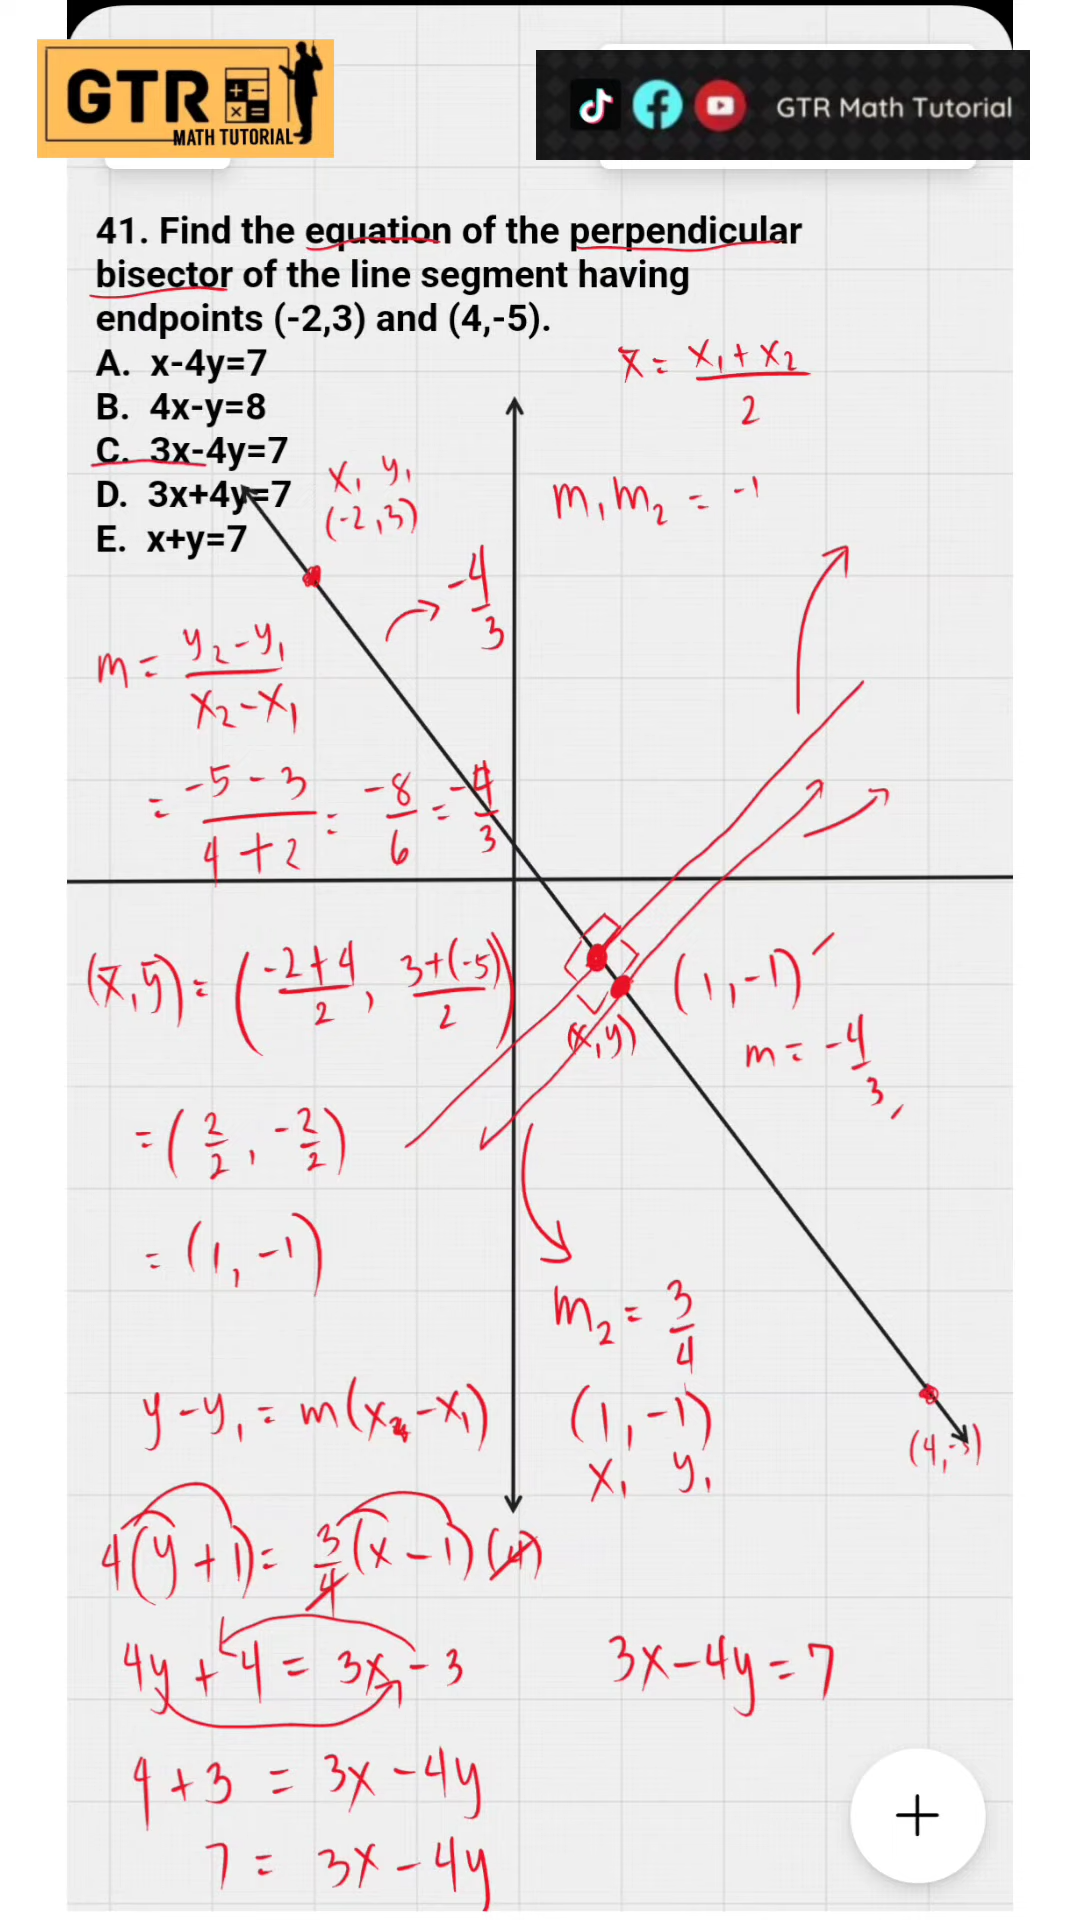 GTR
+ - × =
MATH TUTORIAL
GTR Math Tutorial
41. Find the equation of the perpendicular
bisector of the line segment having
endpoints (-2,3) and (4,-5).
A. x-4y=7
B. 4x-y=8
C. 3x-4y=7
D. 3x+4y=7
E. x+y=7
x̄ = (x₁ + x₂)/2
x₁ y₁
(-2,3)
m₁m₂ = -1
-4/3
m = (y₂-y₁)/(x₂-x₁)
= (-5-3)/(4+2) = -8/6 = -4/3
(x̄,ȳ) = ((-2+4)/2, (3+(-5))/2)
(1,-1)
(x,y)
m = -4/3,
= (2/2, -2/2)
= (1,-1)
m₂ = 3/4
y-y₁ = m(x-x₁)
(1,-1)
x₁ y₁
(4,-5)
4(y+1) = 3/4(x-1)(4)
4y+4 = 3x-3
3x-4y=7
4+3 = 3x-4y
7 = 3x-4y
+